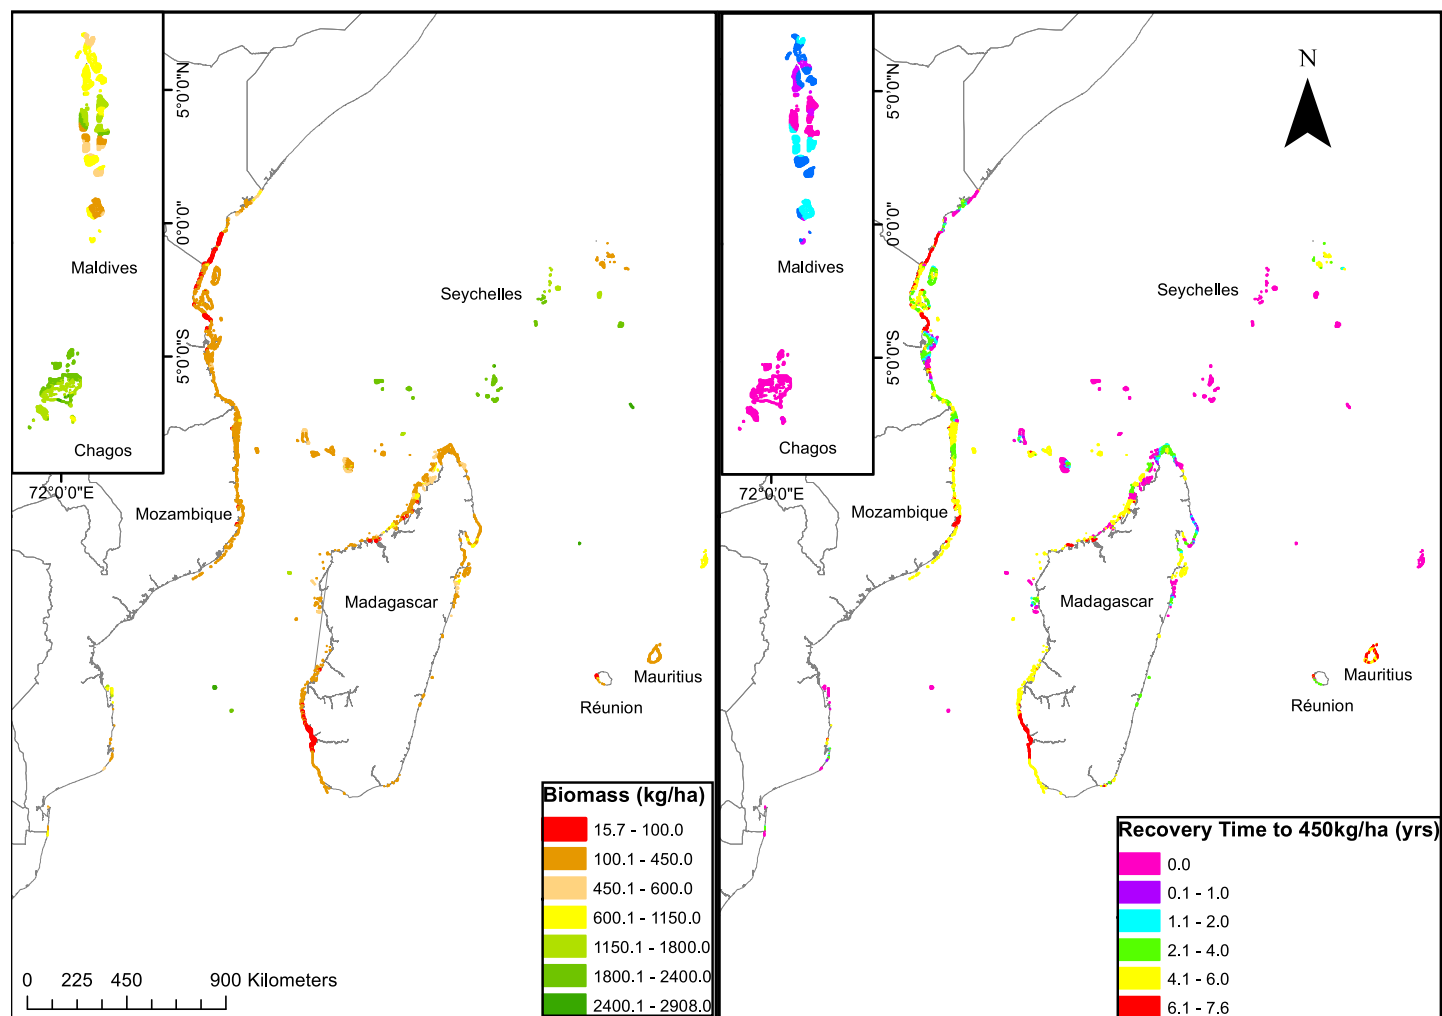 5°0'0"N
0°0'0"
Maldives
Seychelles
5°0'0"S
Chagos
72°0'0"E
Mozambique
Madagascar
Mauritius
Réunion
Biomass (kg/ha)
15.7 - 100.0
100.1 - 450.0
450.1 - 600.0
600.1 - 1150.0
1150.1 - 1800.0
1800.1 - 2400.0
2400.1 - 2908.0
0 225 450 900 Kilometers
N
5°0'0"N
0°0'0"
Maldives
Seychelles
5°0'0"S
Chagos
72°0'0"E
Mozambique
Madagascar
Mauritius
Réunion
Recovery Time to 450kg/ha (yrs)
0.0
0.1 - 1.0
1.1 - 2.0
2.1 - 4.0
4.1 - 6.0
6.1 - 7.6